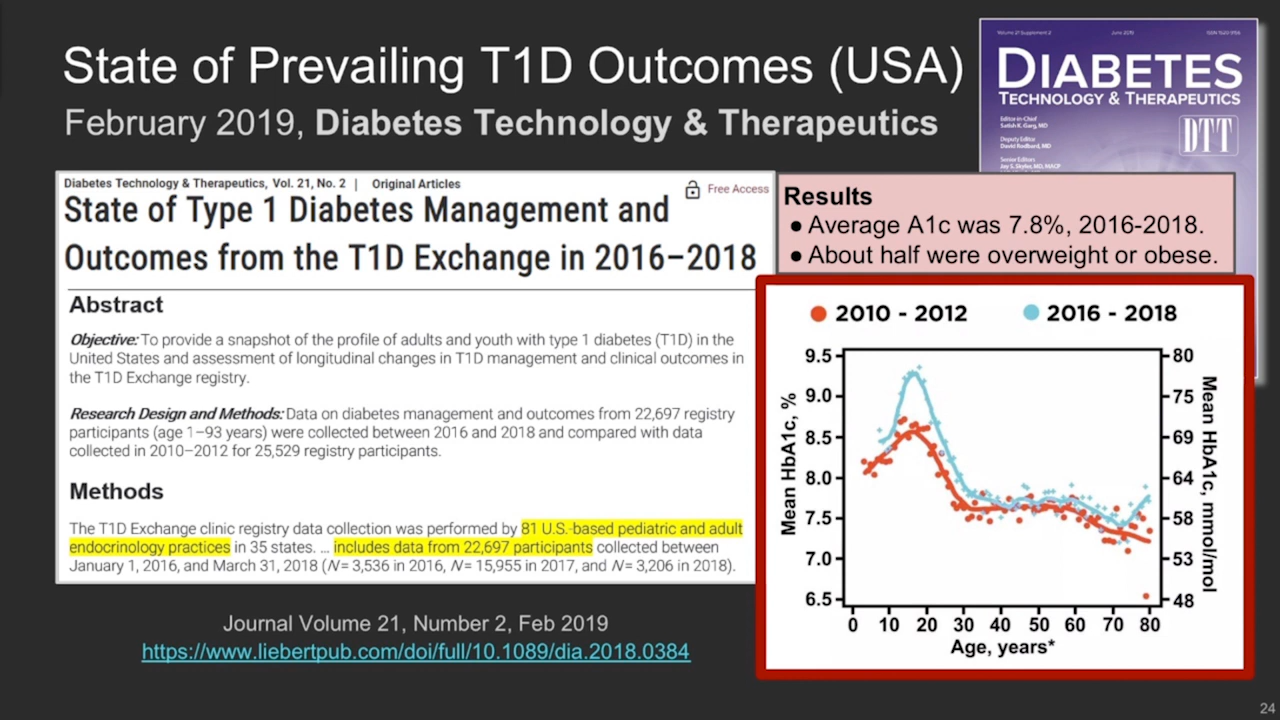 State of Prevailing T1D Outcomes (USA)
February 2019, Diabetes Technology & Therapeutics
Volume 21 Supplement 2 June 2019
DIABETES
TECHNOLOGY & THERAPEUTICS
Editor-in-Chief
Satish K. Garg, MD
Deputy Editor
David Rodbard, MD
Senior Editors
Jay S. Skyler, MD, MACP
DTT
Diabetes Technology & Therapeutics, Vol. 21, No. 2 | Original Articles
Free Access
State of Type 1 Diabetes Management and
Outcomes from the T1D Exchange in 2016–2018
Abstract
Objective: To provide a snapshot of the profile of adults and youth with type 1 diabetes (T1D) in the
United States and assessment of longitudinal changes in T1D management and clinical outcomes in
the T1D Exchange registry.
Research Design and Methods: Data on diabetes management and outcomes from 22,697 registry
participants (age 1–93 years) were collected between 2016 and 2018 and compared with data
collected in 2010–2012 for 25,529 registry participants.
Methods
The T1D Exchange clinic registry data collection was performed by 81 U.S.-based pediatric and adult
endocrinology practices in 35 states. ... includes data from 22,697 participants collected between
January 1, 2016, and March 31, 2018 (N = 3,536 in 2016, N = 15,955 in 2017, and N = 3,206 in 2018).
Results
● Average A1c was 7.8%, 2016-2018.
● About half were overweight or obese.
2010 - 2012 2016 - 2018
Mean HbA1c, %
9.5
9.0
8.5
8.0
7.5
7.0
6.5
80
75
69
64
58
53
48
Mean HbA1c, mmol/mol
0 10 20 30 40 50 60 70 80
Age, years*
Journal Volume 21, Number 2, Feb 2019
https://www.liebertpub.com/doi/full/10.1089/dia.2018.0384
24